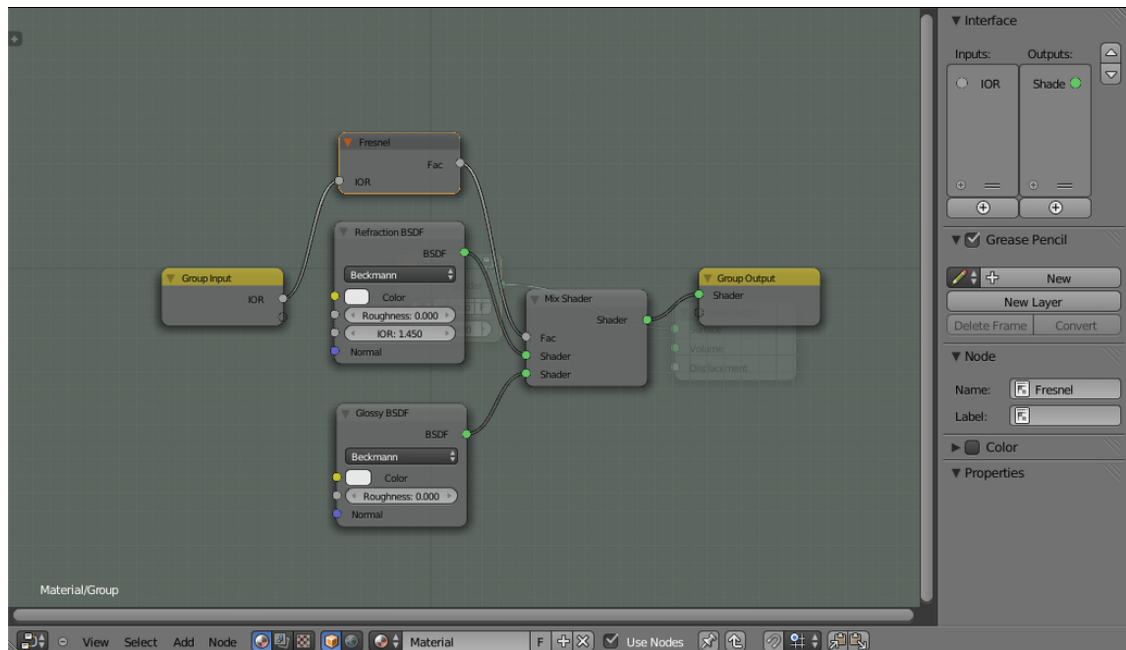 Interface
Inputs: Outputs:
IOR Shade
Fresnel
Fac
IOR
Refraction BSDF
BSDF
Beckmann
Color
Roughness: 0.000
IOR: 1.450
Normal
Group Input
IOR
Mix Shader
Shader
Fac
Shader
Shader
Group Output
Shader
Volume
Displacement
Glossy BSDF
BSDF
Beckmann
Color
Roughness: 0.000
Normal
Grease Pencil
New
New Layer
Delete Frame Convert
Node
Name: Fresnel
Label:
Color
Properties
Material/Group
View Select Add Node Material F Use Nodes